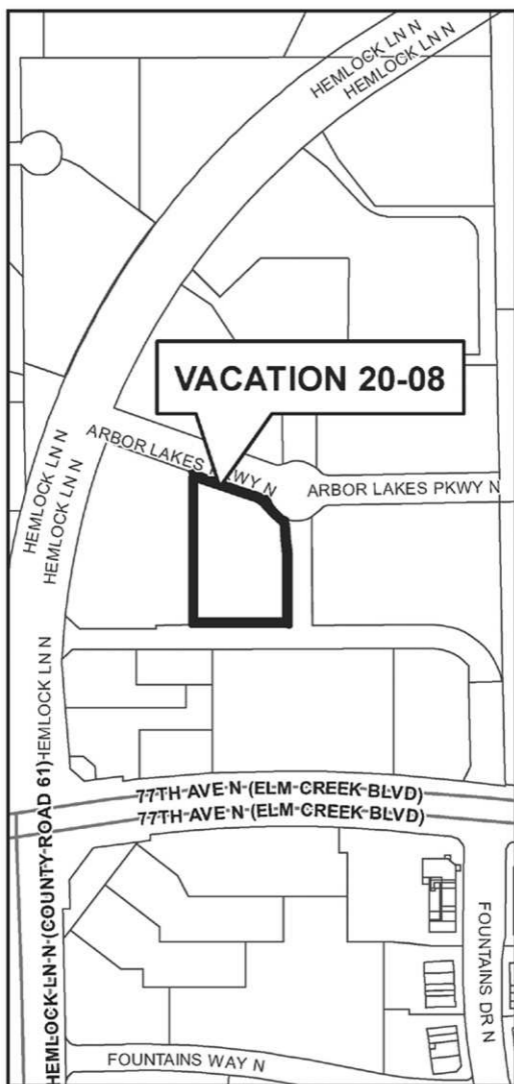 HEMLOCK LN N
HEMLOCK LN N
VACATION 20-08
ARBOR LAKES PKWY N
ARBOR LAKES PKWY N
HEMLOCK LN N
HEMLOCK LN N
HEMLOCK LN N
77TH AVE N (ELM CREEK BLVD)
77TH AVE N (ELM CREEK BLVD)
HEMLOCK LN N (COUNTY ROAD 61)
FOUNTAINS DR N
FOUNTAINS WAY N